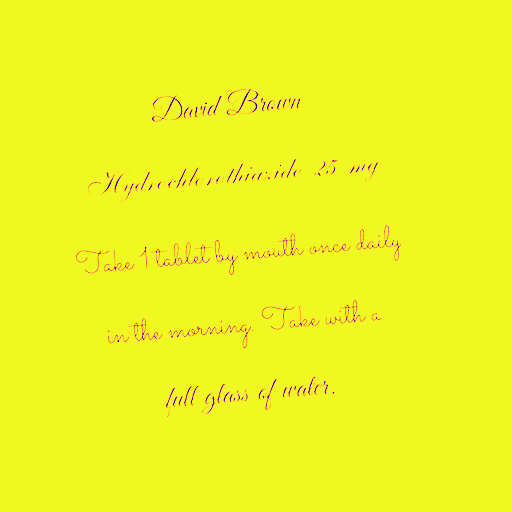 David Brown
Hydrochlorothiazide 25 mg
Take 1 tablet by mouth once daily
in the morning. Take with a
full glass of water.